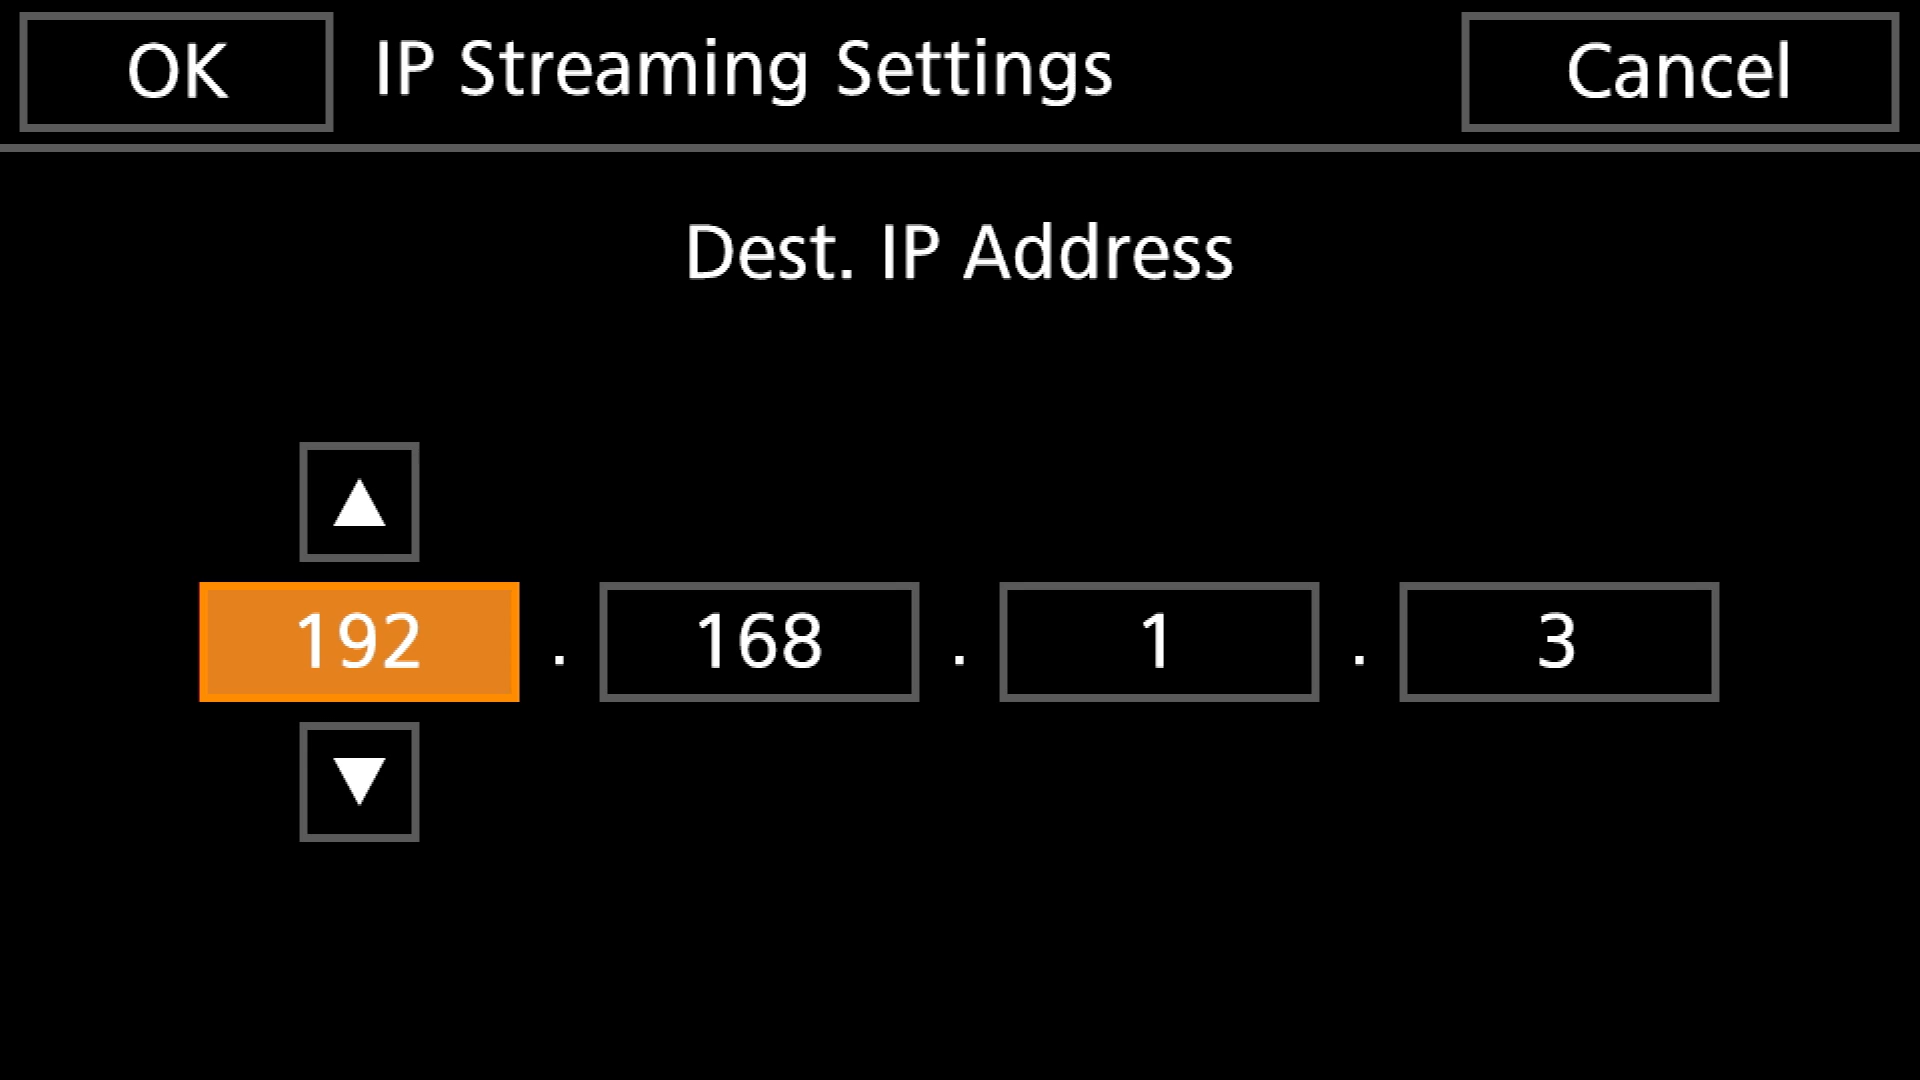 OK IP Streaming Settings Cancel
Dest. IP Address
▲
192 . 168 . 1 . 3
▼